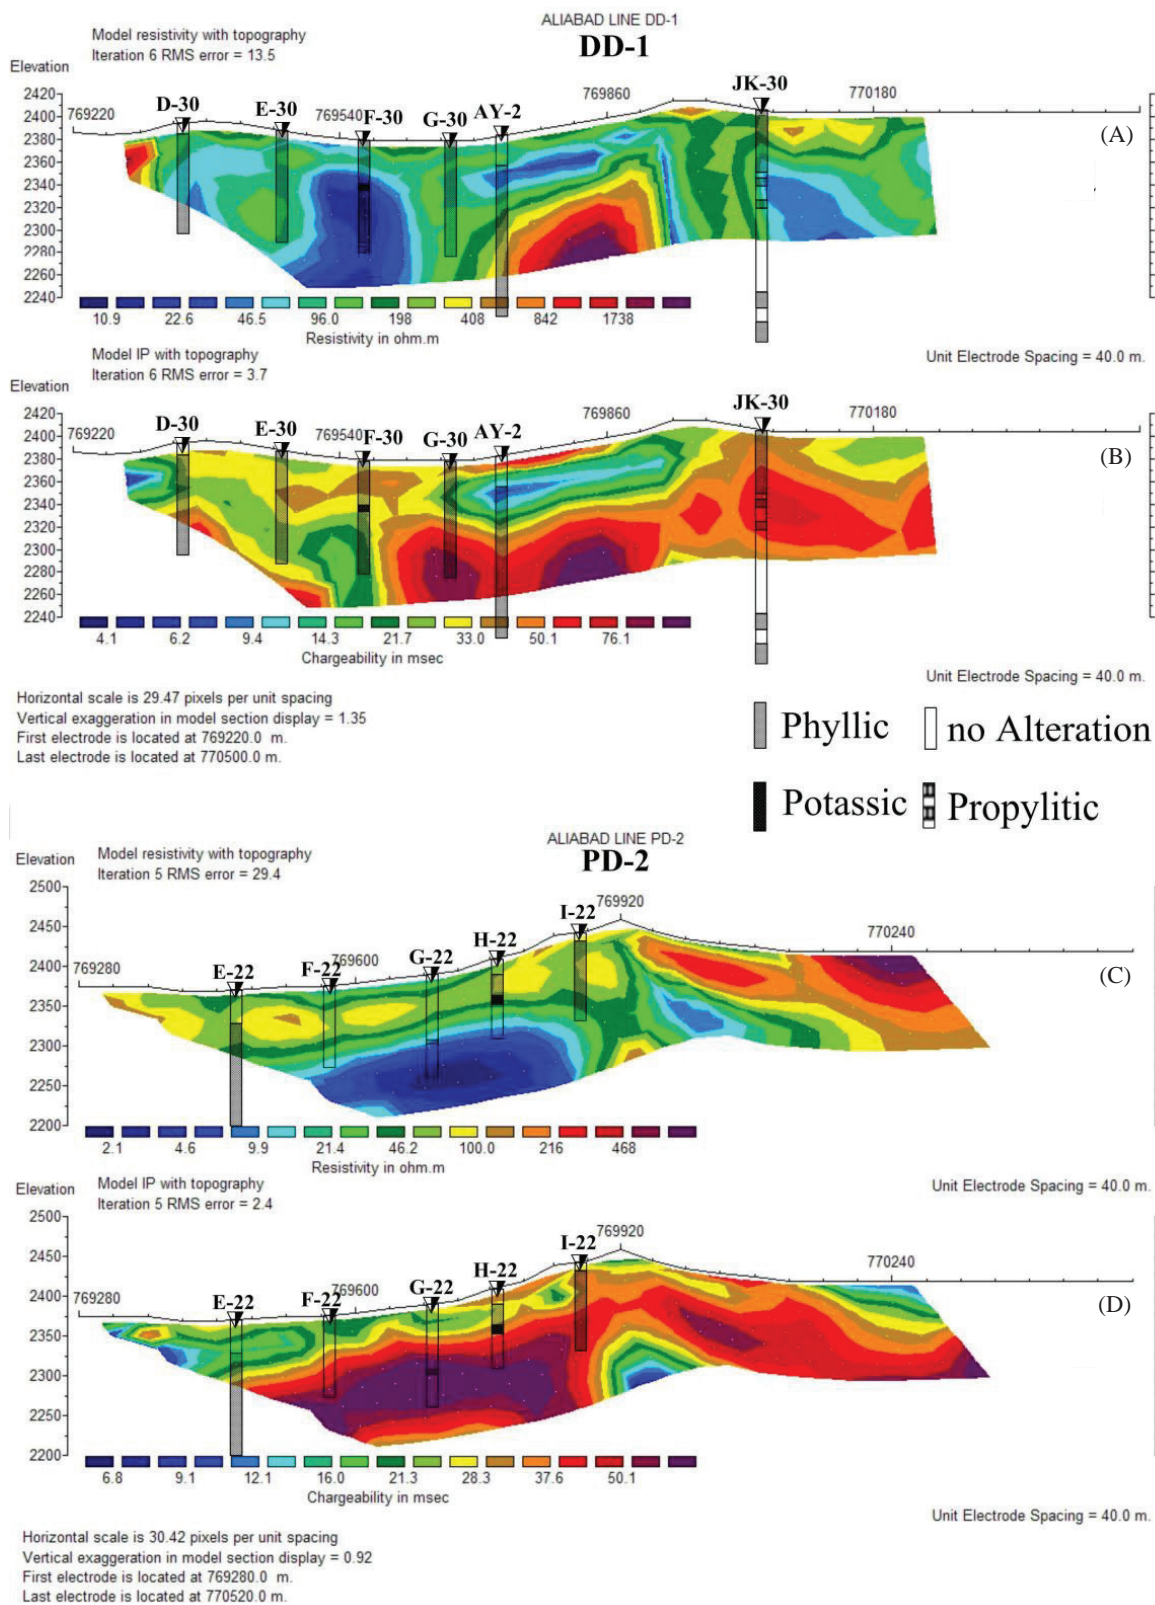 ALIABAD LINE DD-1
DD-1
Model resistivity with topography
Iteration 6 RMS error = 13.5
Elevation
2420
2400
2380
2360
2340
2320
2300
2280
2260
2240
769220
D-30
E-30
769540
F-30
G-30
AY-2
769860
JK-30
770180
(A)
10.9 22.6 46.5 96.0 198 408 842 1738
Resistivity in ohm.m
Unit Electrode Spacing = 40.0 m.
Model IP with topography
Iteration 6 RMS error = 3.7
Elevation
2420
2400
2380
2360
2340
2320
2300
2280
2260
2240
769220
D-30
E-30
769540
F-30
G-30
AY-2
769860
JK-30
770180
(B)
4.1 6.2 9.4 14.3 21.7 33.0 50.1 76.1
Chargeability in msec
Unit Electrode Spacing = 40.0 m.
Horizontal scale is 29.47 pixels per unit spacing
Vertical exaggeration in model section display = 1.35
First electrode is located at 769220.0 m.
Last electrode is located at 770500.0 m.
Phyllic
no Alteration
Potassic
Propylitic
ALIABAD LINE PD-2
PD-2
Model resistivity with topography
Iteration 5 RMS error = 29.4
Elevation
2500
2450
2400
2350
2300
2250
2200
769280
E-22
F-22
769600
G-22
H-22
I-22
769920
770240
(C)
2.1 4.6 9.9 21.4 46.2 100.0 216 468
Resistivity in ohm.m
Unit Electrode Spacing = 40.0 m.
Model IP with topography
Iteration 5 RMS error = 2.4
Elevation
2500
2450
2400
2350
2300
2250
2200
769280
E-22
F-22
769600
G-22
H-22
I-22
769920
770240
(D)
6.8 9.1 12.1 16.0 21.3 28.3 37.6 50.1
Chargeability in msec
Unit Electrode Spacing = 40.0 m.
Horizontal scale is 30.42 pixels per unit spacing
Vertical exaggeration in model section display = 0.92
First electrode is located at 769280.0 m.
Last electrode is located at 770520.0 m.